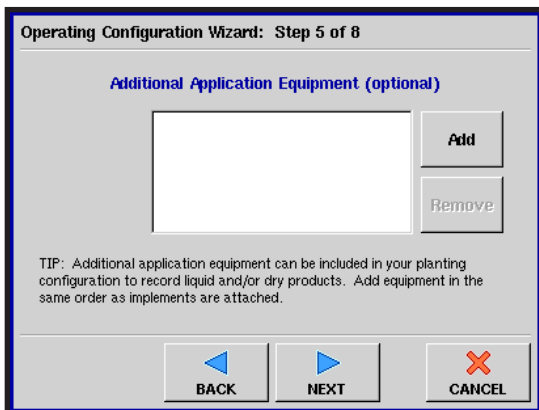 Operating Configuration Wizard: Step 5 of 8
Additional Application Equipment (optional)
Add
Remove
TIP: Additional application equipment can be included in your planting
configuration to record liquid and/or dry products. Add equipment in the
same order as implements are attached.
BACK
NEXT
CANCEL